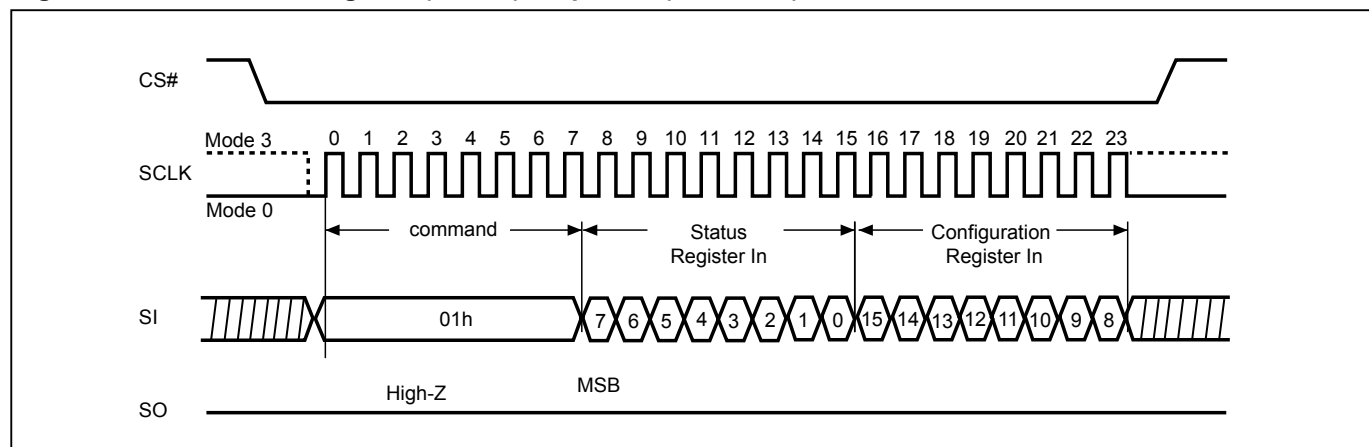 CS#
Mode 3
0 1 2 3 4 5 6 7 8 9 10 11 12 13 14 15 16 17 18 19 20 21 22 23
SCLK
Mode 0
command
Status
Register In
Configuration
Register In
SI
01h
7 6 5 4 3 2 1 0 15 14 13 12 11 10 9 8
High-Z
MSB
SO